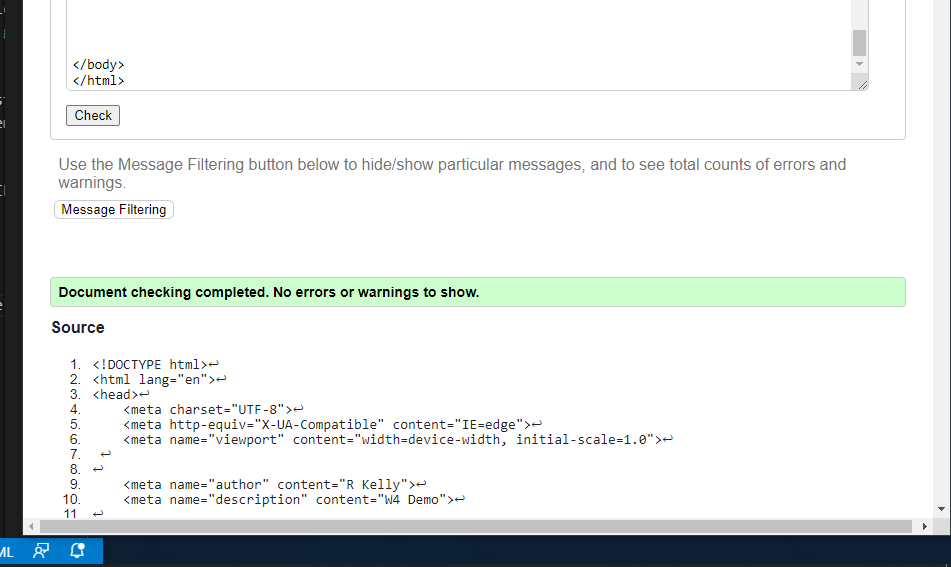 </body>
</html>
Check
Use the Message Filtering button below to hide/show particular messages, and to see total counts of errors and
warnings.
Message Filtering
Document checking completed. No errors or warnings to show.
Source
1. <!DOCTYPE html>↩
2. <html lang="en">↩
3. <head>↩
4. <meta charset="UTF-8">↩
5. <meta http-equiv="X-UA-Compatible" content="IE=edge">↩
6. <meta name="viewport" content="width=device-width, initial-scale=1.0">↩
7. ↩
8. ↩
9. <meta name="author" content="R Kelly">↩
10. <meta name="description" content="W4 Demo">↩
11 ↩
ML